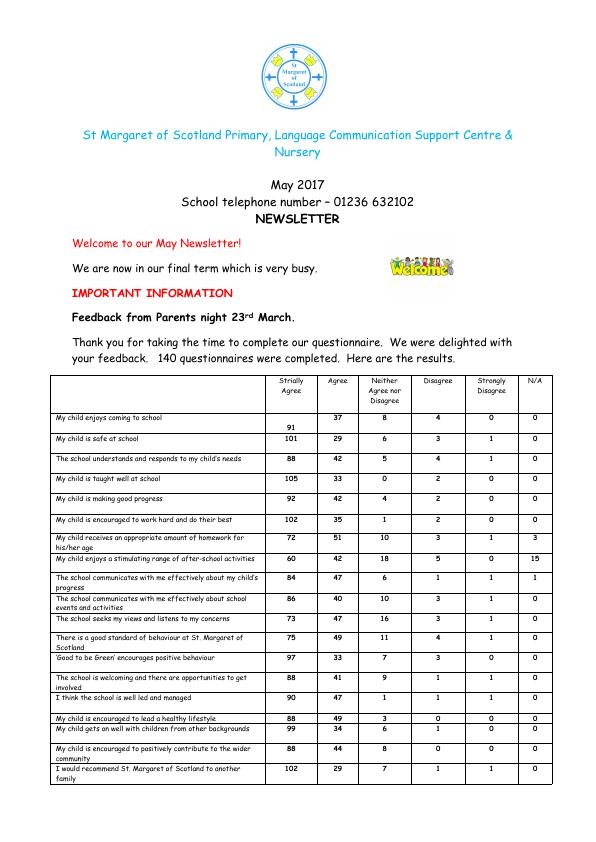 St
Margaret
of
Scotland
St Margaret of Scotland Primary, Language Communication Support Centre &
Nursery
May 2017
School telephone number – 01236 632102
NEWSLETTER
Welcome to our May Newsletter!
We are now in our final term which is very busy.
Welcome
IMPORTANT INFORMATION
Feedback from Parents night 23rd March.
Thank you for taking the time to complete our questionnaire. We were delighted with
your feedback. 140 questionnaires were completed. Here are the results.
Strially Agree Agree Neither Agree nor Disagree Disagree Strongly Disagree N/A
My child enjoys coming to school 91 37 8 4 0 0
My child is safe at school 101 29 6 3 1 0
The school understands and responds to my child's needs 88 42 5 4 1 0
My child is taught well at school 105 33 0 2 0 0
My child is making good progress 92 42 4 2 0 0
My child is encouraged to work hard and do their best 102 35 1 2 0 0
My child receives an appropriate amount of homework for his/her age 72 51 10 3 1 3
My child enjoys a stimulating range of after-school activities 60 42 18 5 0 15
The school communicates with me effectively about my child's progress 84 47 6 1 1 1
The school communicates with me effectively about school events and activities 86 40 10 3 1 0
The school seeks my views and listens to my concerns 73 47 16 3 1 0
There is a good standard of behaviour at St. Margaret of Scotland 75 49 11 4 1 0
'Good to be Green' encourages positive behaviour 97 33 7 3 0 0
The school is welcoming and there are opportunities to get involved 88 41 9 1 1 0
I think the school is well led and managed 90 47 1 1 1 0
My child is encouraged to lead a healthy lifestyle 88 49 3 0 0 0
My child gets on well with children from other backgrounds 99 34 6 1 0 0
My child is encouraged to positively contribute to the wider community 88 44 8 0 0 0
I would recommend St. Margaret of Scotland to another family 102 29 7 1 1 0